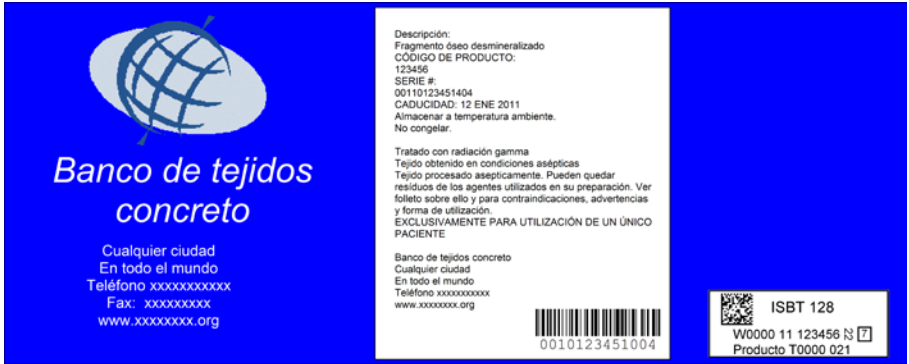 Banco de tejidos
concreto
Cualquier ciudad
En todo el mundo
Teléfono xxxxxxxxxxx
Fax: xxxxxxxxx
www.xxxxxxxx.org
Descripción:
Fragmento óseo desmineralizado
CÓDIGO DE PRODUCTO:
123456
SERIE #:
00110123451404
CADUCIDAD: 12 ENE 2011
Almacenar a temperatura ambiente.
No congelar.
Tratado con radiación gamma
Tejido obtenido en condiciones asépticas
Tejido procesado asepticamente. Pueden quedar
resíduos de los agentes utilizados en su preparación. Ver
folleto sobre ello y para contraindicaciones, advertencias
y forma de utilización.
EXCLUSIVAMENTE PARA UTILIZACIÓN DE UN ÚNICO
PACIENTE
Banco de tejidos concreto
Cualquier ciudad
En todo el mundo
Teléfono xxxxxxxxxxx
www.xxxxxxxx.org
0010123451004
ISBT 128
W0000 11 123456 22 7
Producto T0000 021